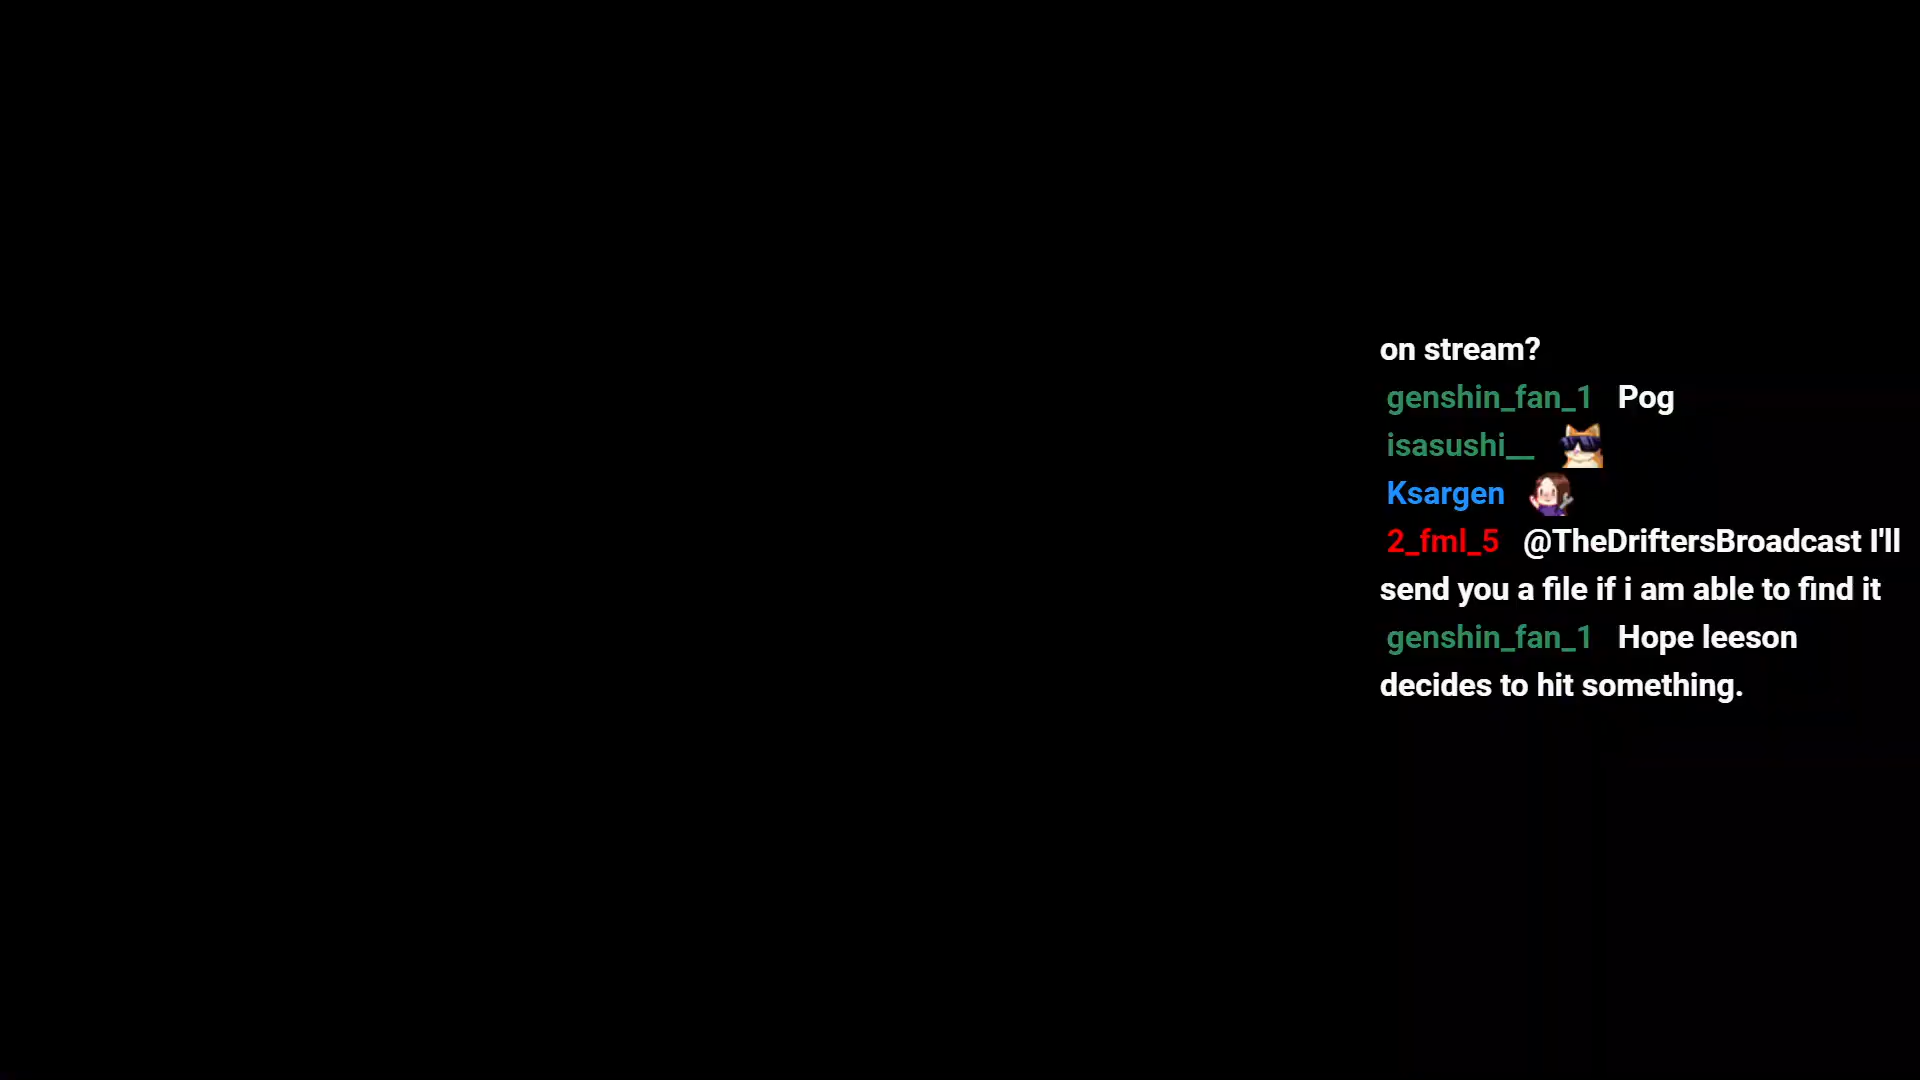 on stream?
genshin_fan_1 Pog
isasushi__
Ksargen
2_fml_5 @TheDriftersBroadcast I'll
send you a file if i am able to find it
genshin_fan_1 Hope leeson
decides to hit something.